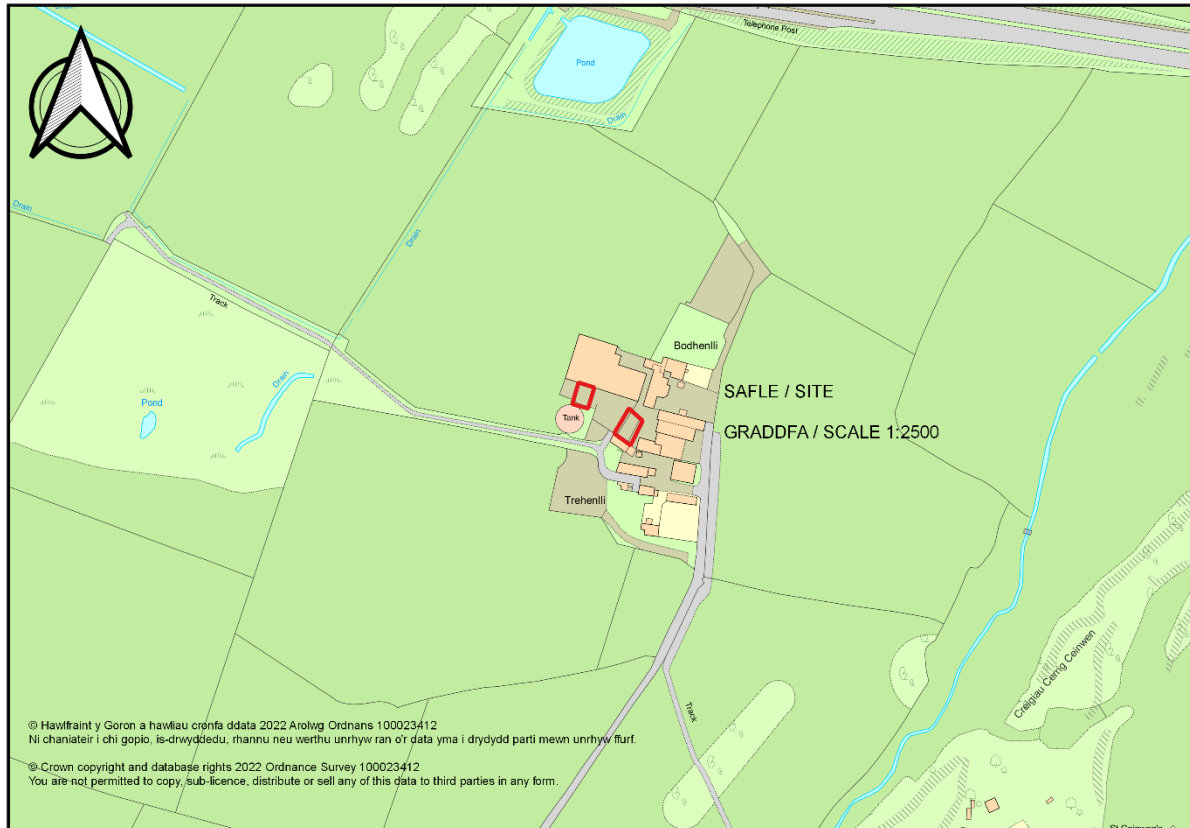 Drain
Telephone Post
Pond
Drain
Drain
Drain
Track
Bodhenlli
SAFLE / SITE
Drain
Pond
Tank
GRADDFA / SCALE 1:2500
Trehenlli
Creigiau Cerrig Ceinwen
Track
© Hawlfraint y Goron a hawliau cronfa ddata 2022 Arolwg Ordnans 100023412
Ni chaniateir i chi gopio, is-drwyddedu, rhannu neu werthu unrhyw ran o'r data yma i drydydd parti mewn unrhyw ffurf.
© Crown copyright and database rights 2022 Ordnance Survey 100023412
You are not permitted to copy, sub-licence, distribute or sell any of this data to third parties in any form.